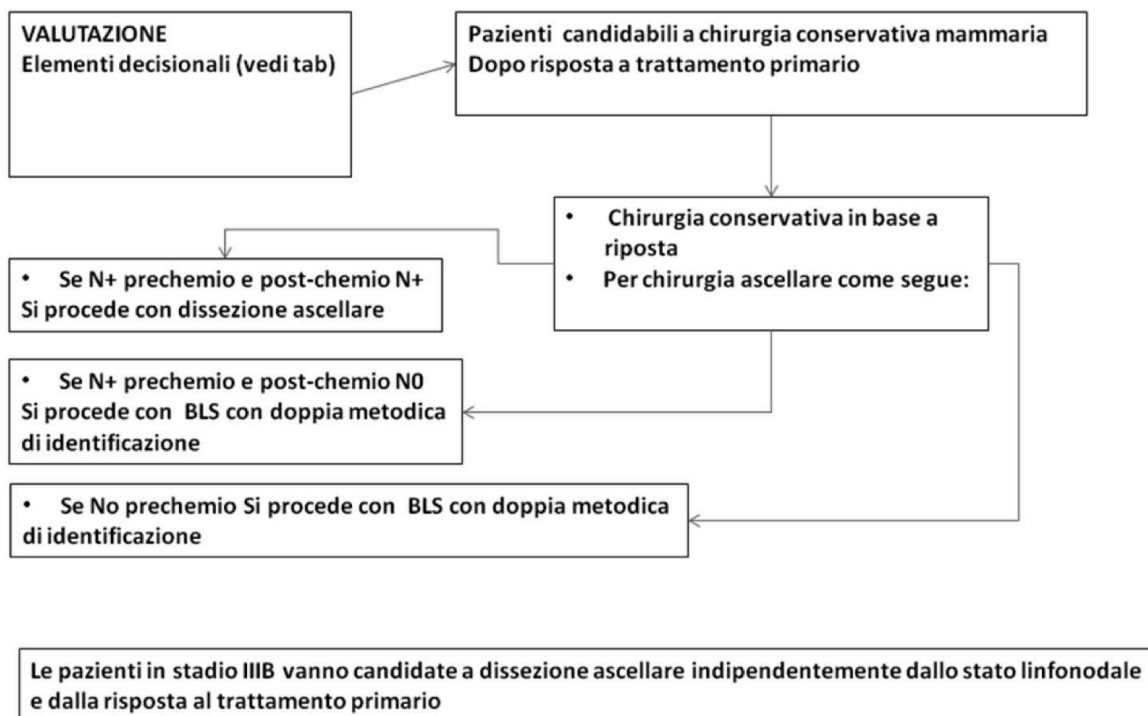 VALUTAZIONE
Elementi decisionali (vedi tab)
Pazienti candidabili a chirurgia conservativa mammaria
Dopo risposta a trattamento primario
• Chirurgia conservativa in base a
riposta
• Per chirurgia ascellare come segue:
• Se N+ prechemio e post-chemio N+
Si procede con dissezione ascellare
• Se N+ prechemio e post-chemio N0
Si procede con BLS con doppia metodica
di identificazione
• Se No prechemio Si procede con BLS con doppia metodica
di identificazione
Le pazienti in stadio IIIB vanno candidate a dissezione ascellare indipendentemente dallo stato linfonodale
e dalla risposta al trattamento primario